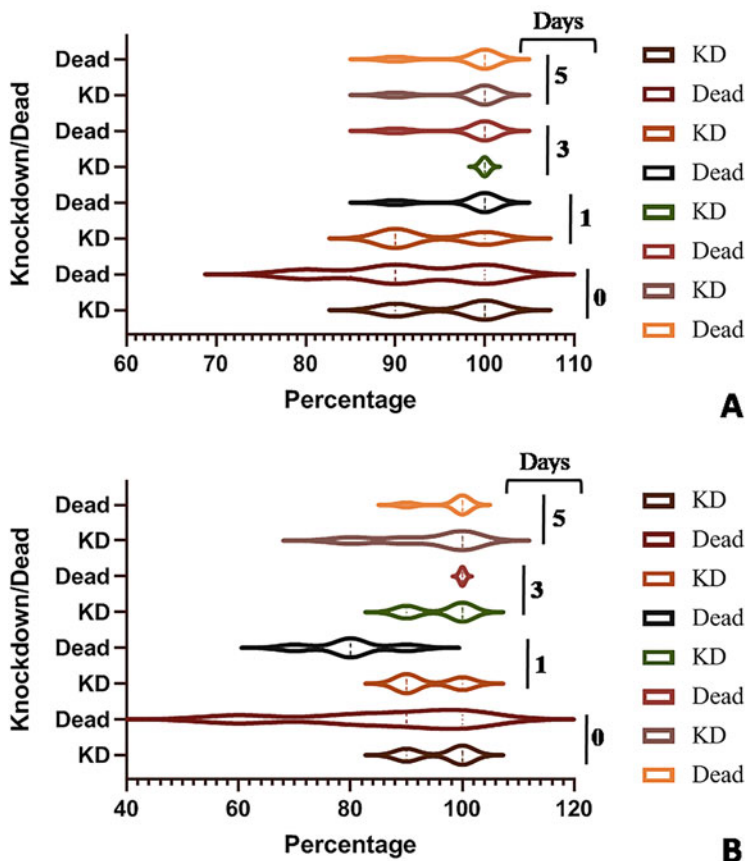 Days
Dead
KD
Dead
KD
Dead
KD
Dead
KD
5
3
1
0
Knockdown/Dead
60 70 80 90 100 110
Percentage
KD
Dead
KD
Dead
KD
Dead
KD
Dead
A
Days
Dead
KD
Dead
KD
Dead
KD
Dead
KD
5
3
1
0
Knockdown/Dead
40 60 80 100 120
Percentage
KD
Dead
KD
Dead
KD
Dead
KD
Dead
B